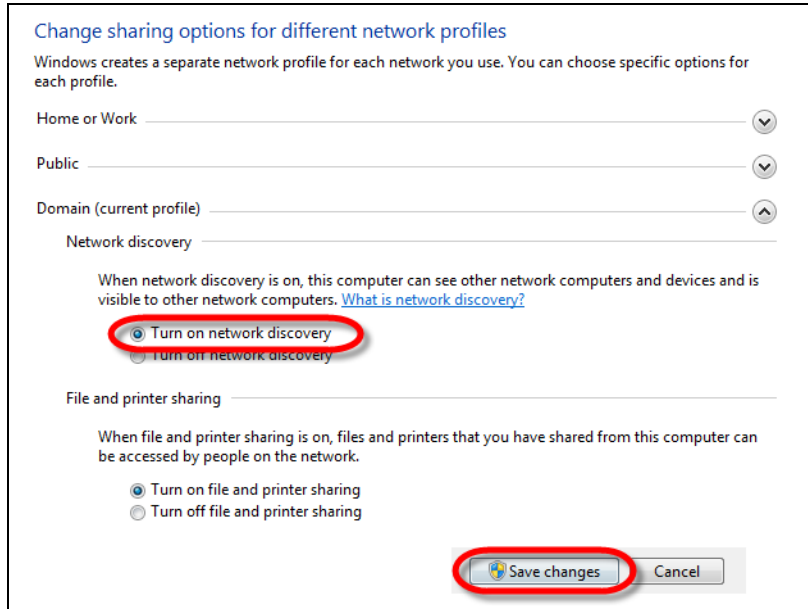 Change sharing options for different network profiles
Windows creates a separate network profile for each network you use. You can choose specific options for
each profile.
Home or Work
Public
Domain (current profile)
Network discovery
When network discovery is on, this computer can see other network computers and devices and is
visible to other network computers. What is network discovery?
Turn on network discovery
Turn off network discovery
File and printer sharing
When file and printer sharing is on, files and printers that you have shared from this computer can
be accessed by people on the network.
Turn on file and printer sharing
Turn off file and printer sharing
Save changes Cancel